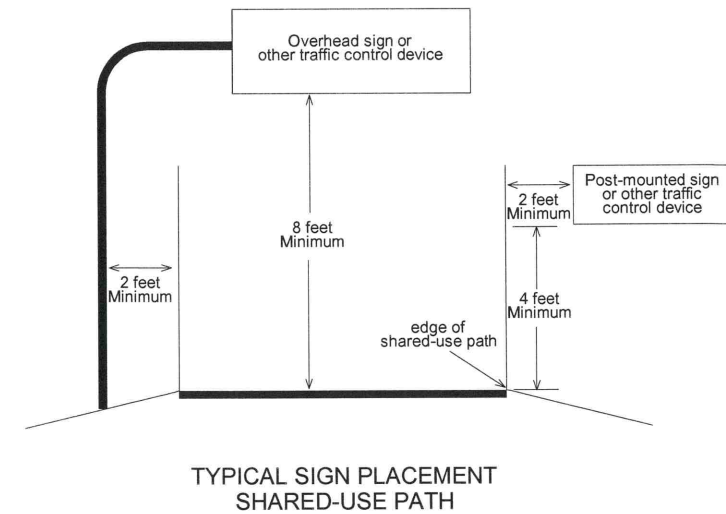 Overhead sign or
other traffic control device
Post-mounted sign
or other traffic
control device
2 feet
Minimum
8 feet
Minimum
2 feet
Minimum
4 feet
Minimum
edge of
shared-use path
TYPICAL SIGN PLACEMENT
SHARED-USE PATH